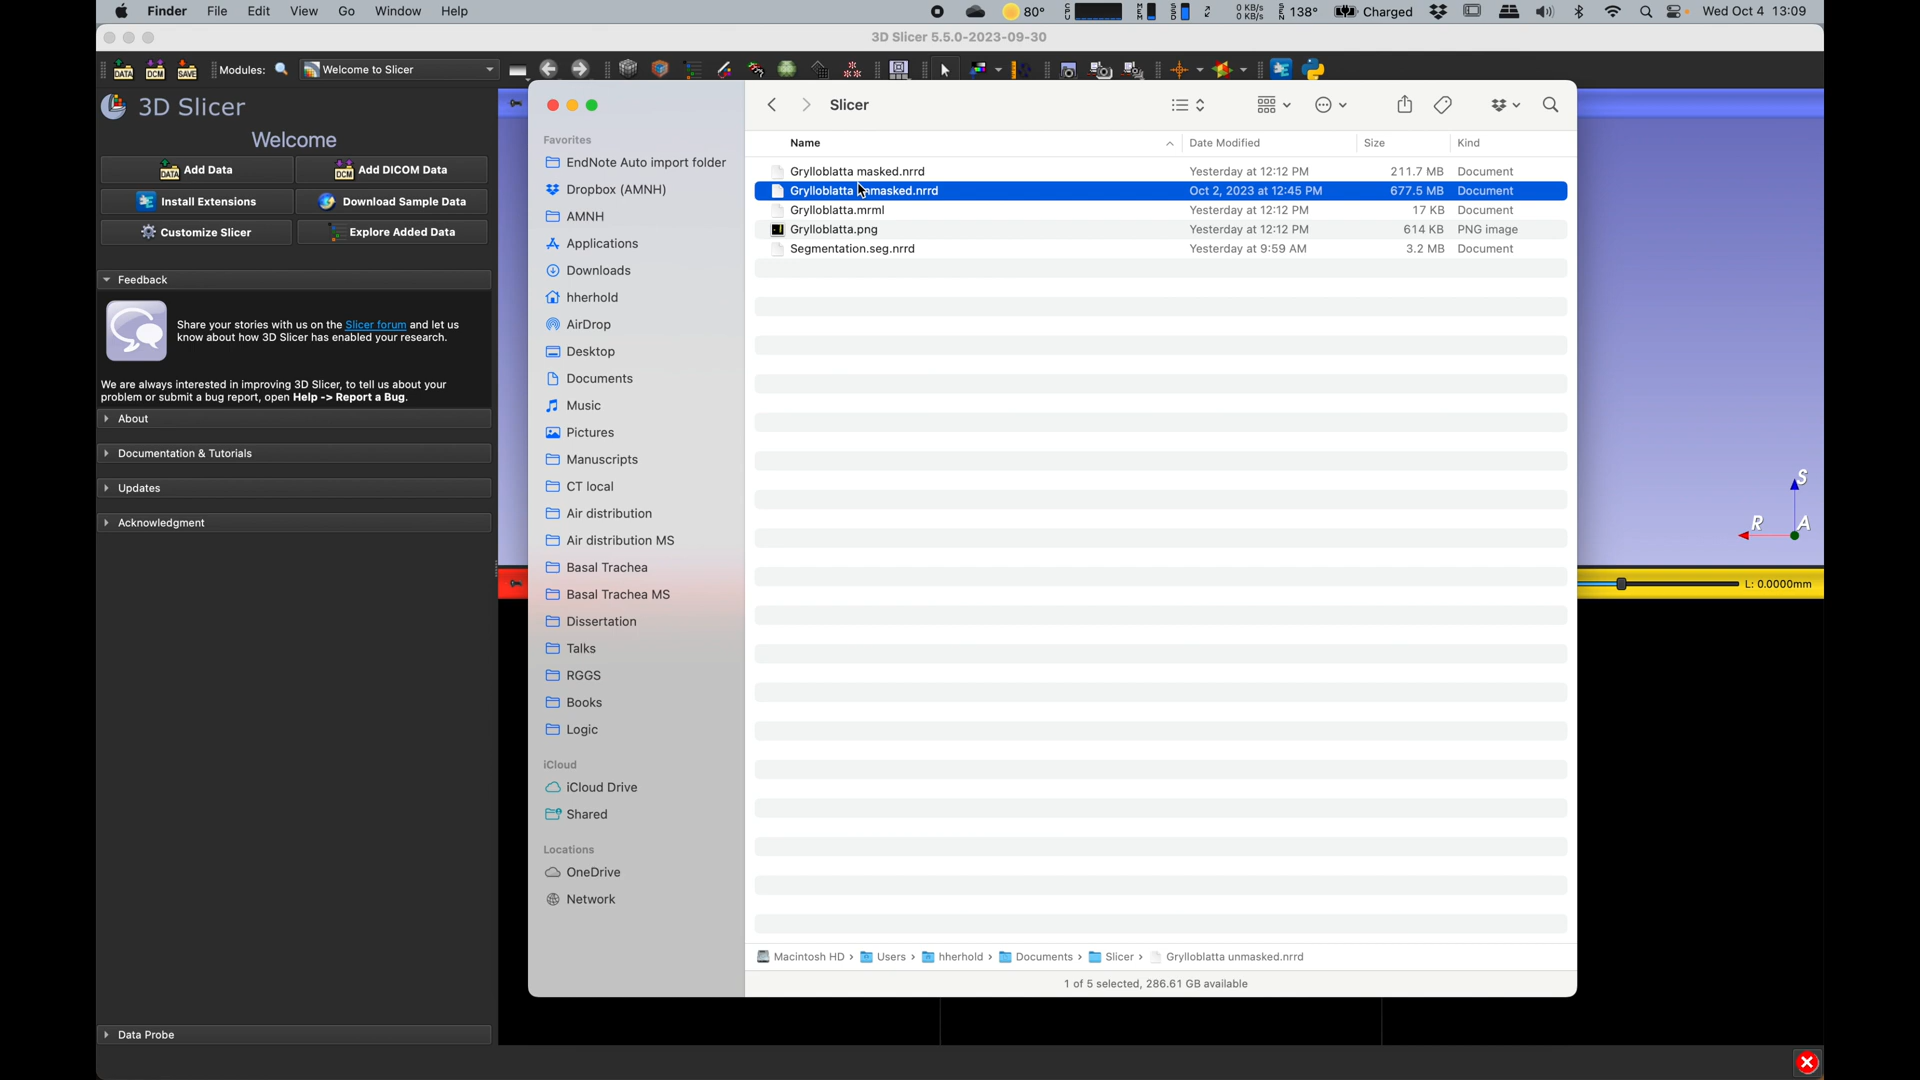 Finder File Edit View Go Window Help 80° 0 KB/s 0 KB/s 138° Charged Wed Oct 4 13:09
3D Slicer 5.5.0-2023-09-30
DATA DCM SAVE Modules: Welcome to Slicer
3D Slicer
Welcome
Add Data Add DICOM Data
Install Extensions Download Sample Data
Customize Slicer Explore Added Data
Feedback
Share your stories with us on the Slicer forum and let us
know about how 3D Slicer has enabled your research.
We are always interested in improving 3D Slicer, to tell us about your
problem or submit a bug report, open Help -> Report a Bug.
About
Documentation & Tutorials
Updates
Acknowledgment
Data Probe
Favorites
EndNote Auto import folder
Dropbox (AMNH)
AMNH
Applications
Downloads
hherhold
AirDrop
Desktop
Documents
Music
Pictures
Manuscripts
CT local
Air distribution
Air distribution MS
Basal Trachea
Basal Trachea MS
Dissertation
Talks
RGGS
Books
Logic
iCloud
iCloud Drive
Shared
Locations
OneDrive
Network
Slicer
Name Date Modified Size Kind
Grylloblatta masked.nrrd Yesterday at 12:12 PM 211.7 MB Document
Grylloblatta unmasked.nrrd Oct 2, 2023 at 12:45 PM 677.5 MB Document
Grylloblatta.mrml Yesterday at 12:12 PM 17 KB Document
Grylloblatta.png Yesterday at 12:12 PM 614 KB PNG image
Segmentation.seg.nrrd Yesterday at 9:59 AM 3.2 MB Document
Macintosh HD › Users › hherhold › Documents › Slicer › Grylloblatta unmasked.nrrd
1 of 5 selected, 286.61 GB available
S
R A
L: 0.0000mm